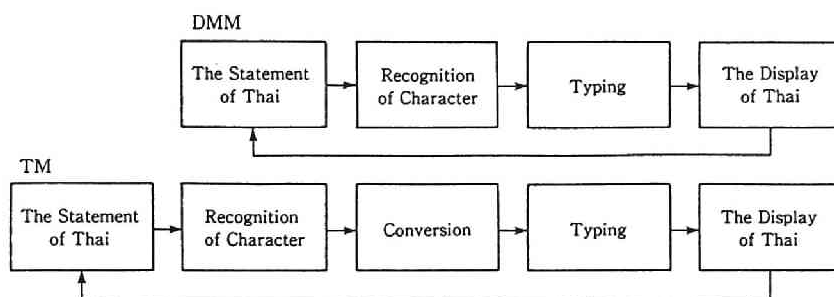 DMM
The Statement
of Thai
Recognition
of Character
Typing
The Display
of Thai
TM
The Statement
of Thai
Recognition
of Character
Conversion
Typing
The Display
of Thai